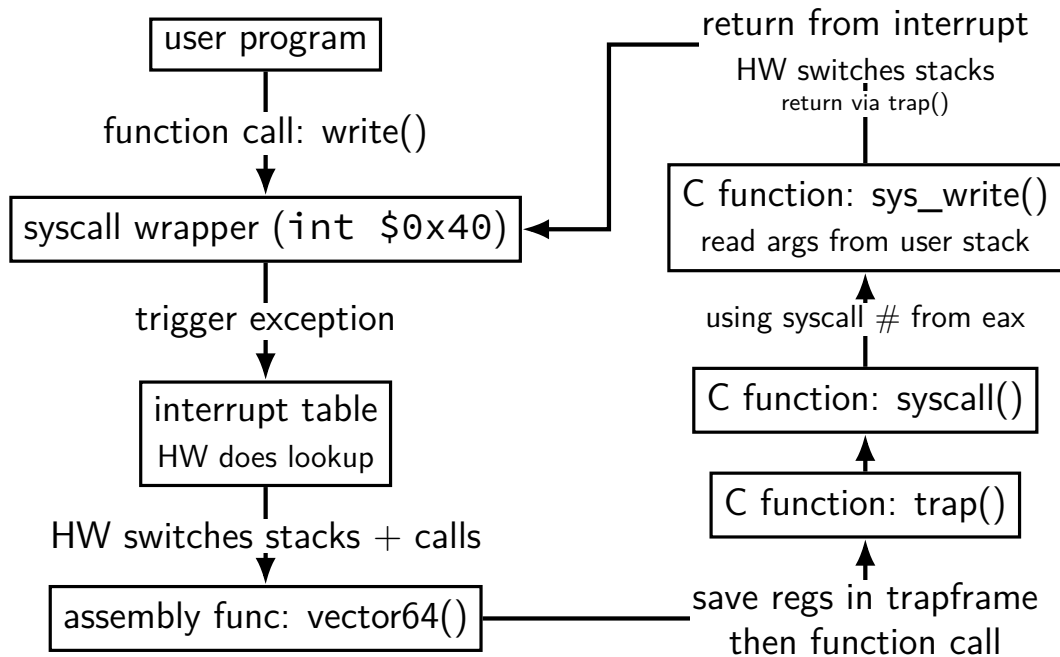 user program
function call: write()
syscall wrapper (int $0x40)
trigger exception
interrupt table
HW does lookup
HW switches stacks + calls
assembly func: vector64()
save regs in trapframe
then function call
C function: trap()
C function: syscall()
using syscall # from eax
C function: sys_write()
read args from user stack
return from interrupt
HW switches stacks
return via trap()